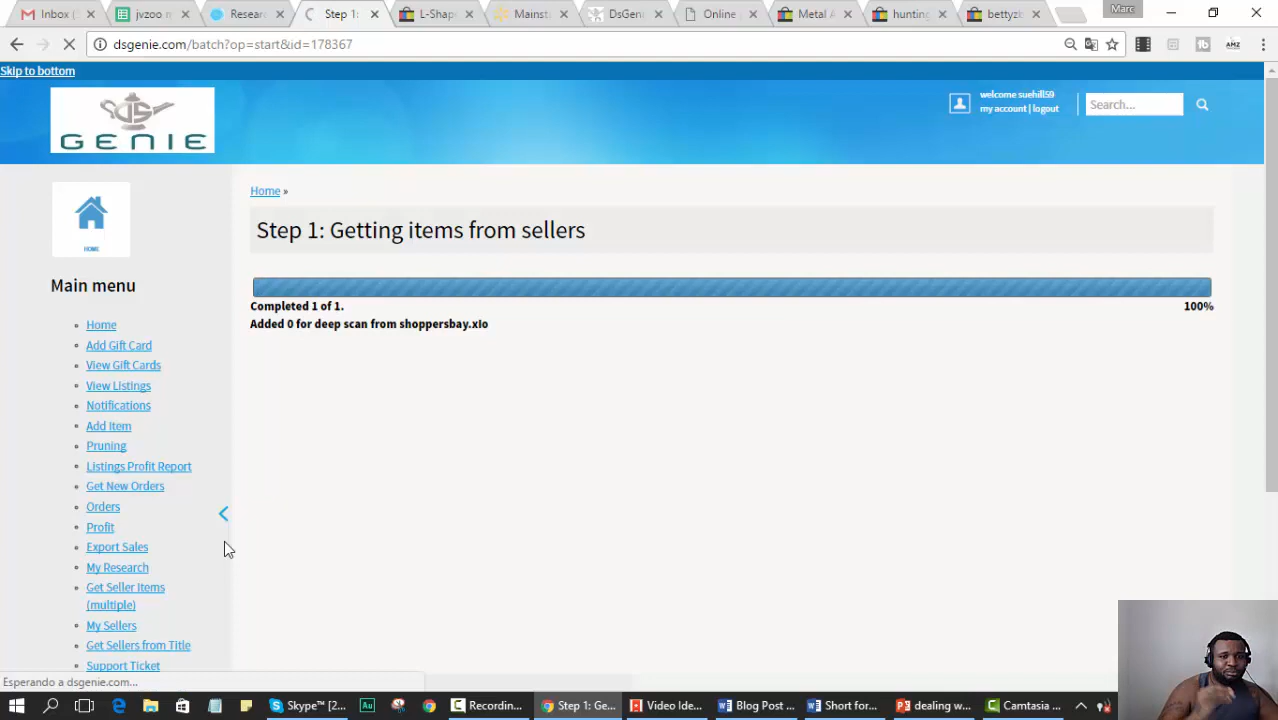 Marc
Inbox (
jvzoo n
Resear
Step 1:
L-Shap
Mainst
DsGeni
Online
Metal A
hunting
bettyz
dsgenie.com/batch?op=start&id=178367
AMZ
Skip to bottom
DS
GENIE
welcome suehill59
my account | logout
Search...
HOME
Home »
Step 1: Getting items from sellers
Completed 1 of 1.
100%
Added 0 for deep scan from shoppersbay.xlo
Main menu
Home
Add Gift Card
View Gift Cards
View Listings
Notifications
Add Item
Pruning
Listings Profit Report
Get New Orders
Orders
Profit
Export Sales
My Research
Get Seller Items
(multiple)
My Sellers
Get Sellers from Title
Support Ticket
Esperando a dsgenie.com...
Skype™ [2...
Au
Recordin...
Step 1: Ge...
Video Ide...
Blog Post ...
Short for...
dealing w...
Camtasia ...